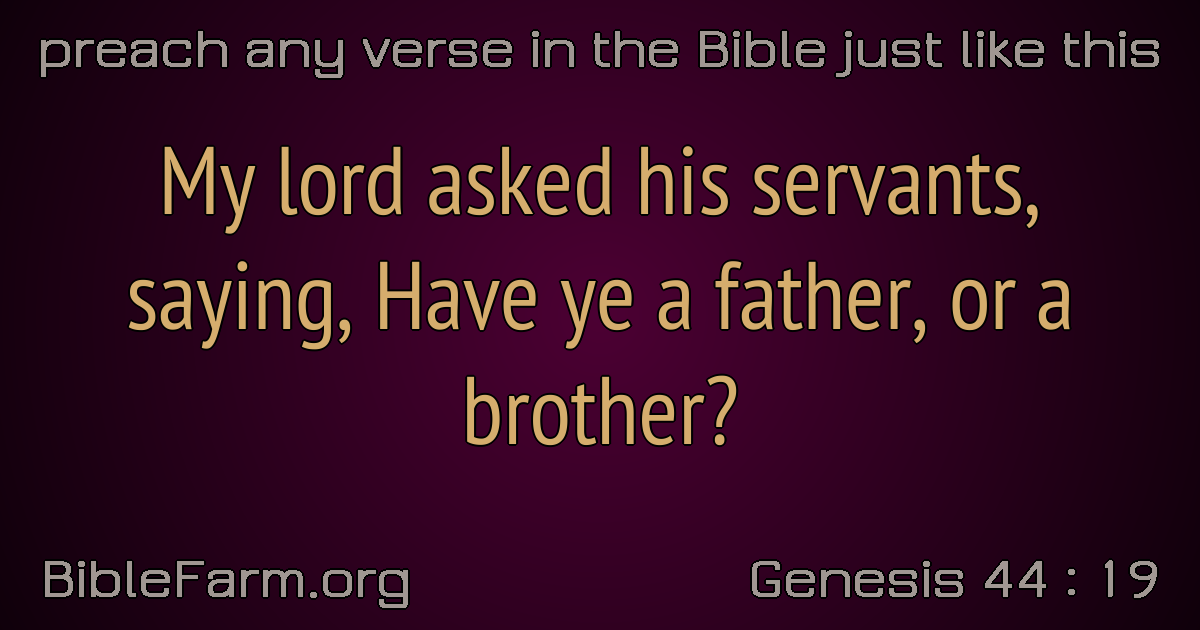 preach any verse in the Bible just like this
My lord asked his servants,
saying, Have ye a father, or a
brother?
BibleFarm.org
Genesis 44 : 19